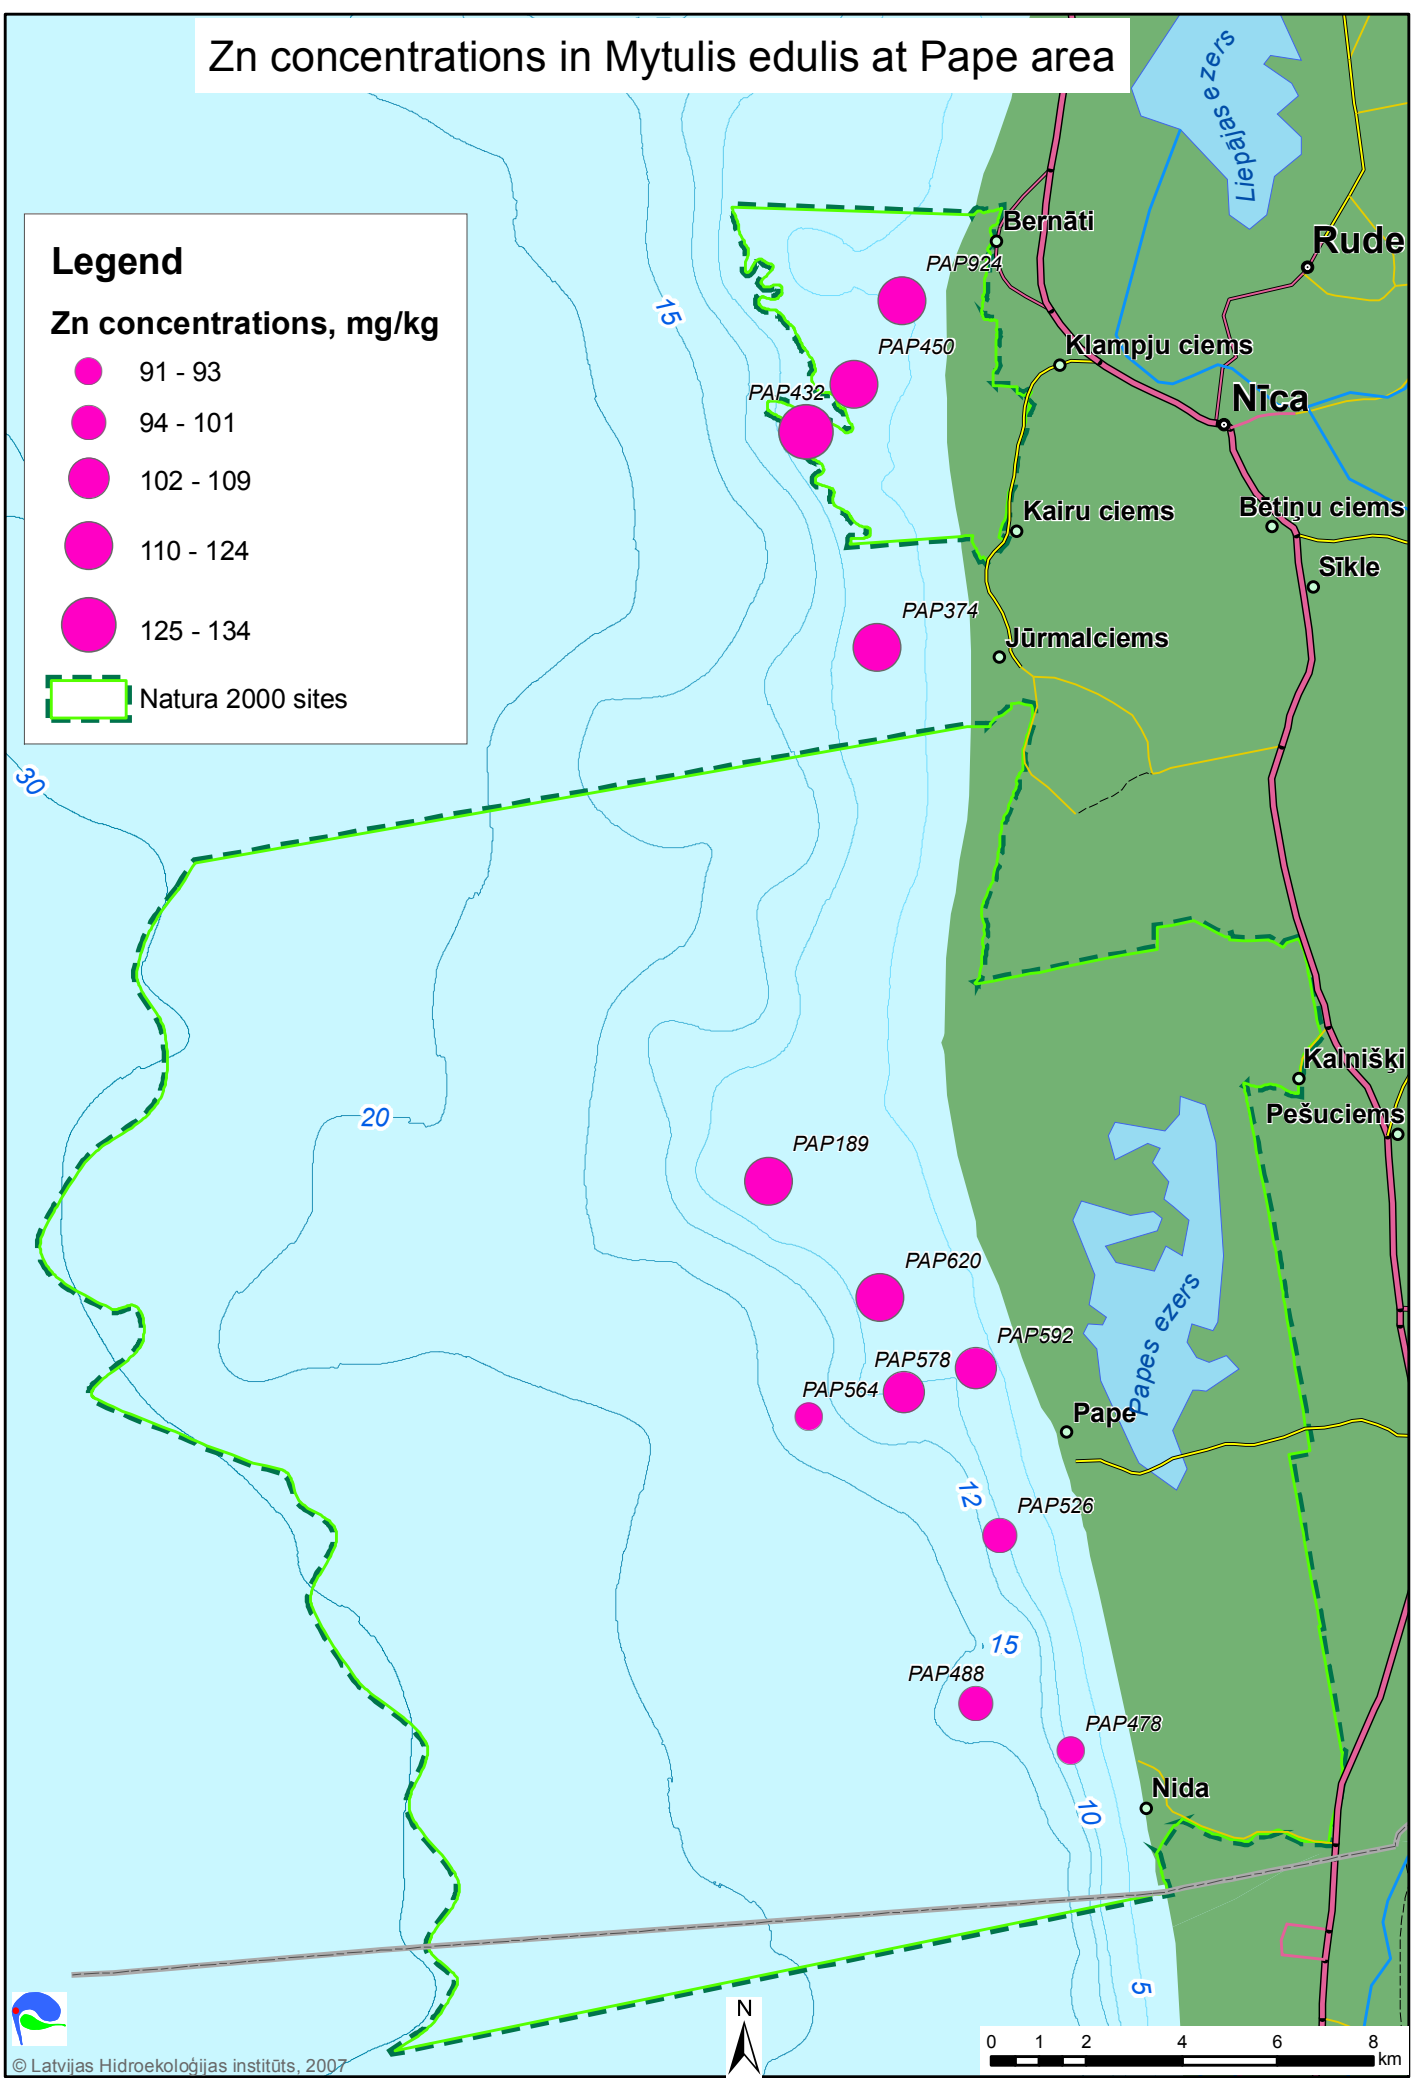 Zn concentrations in Mytulis edulis at Pape area
Liepājas ezers
Bernāti
Rude
PAP924
Legend
Zn concentrations, mg/kg
91 - 93
94 - 101
102 - 109
110 - 124
125 - 134
Natura 2000 sites
15
PAP450
Klampju ciems
PAP432
Nīca
Kairu ciems
Bētiņu ciems
Sīkle
PAP374
Jūrmalciems
30
Kalnišķi
20
Pešuciems
PAP189
PAP620
Papes ezers
PAP592
PAP578
PAP564
Pape
12
PAP526
15
PAP488
PAP478
Nida
10
5
N
0 1 2 4 6 8
km
© Latvijas Hidroekoloģijas institūts, 2007